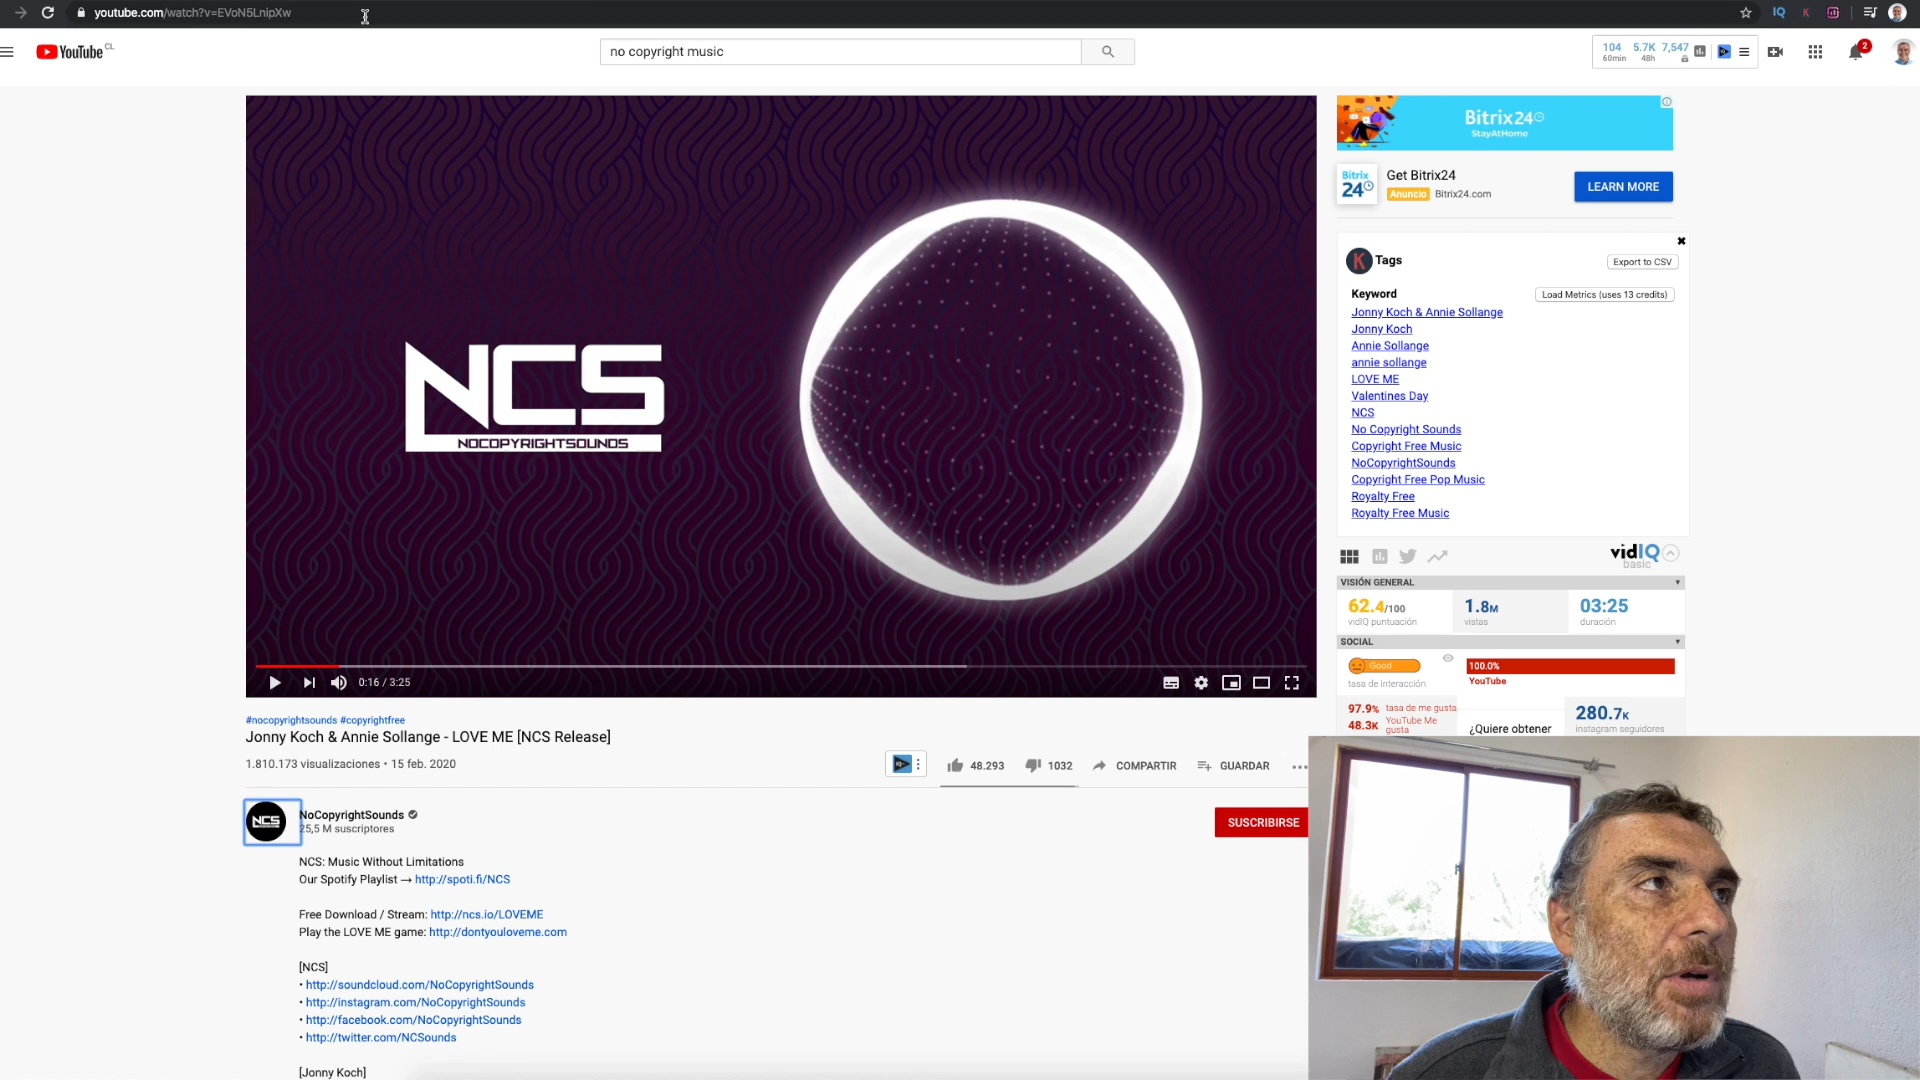 youtube.com/watch?v=EVoN5LnipXw
IQ
K
YouTube CL
no copyright music
104 5.7K 7,547
60min 48h
2
Bitrix24
StayAtHome
NCS
NOCOPYRIGHTSOUNDS
Bitrix
24
Get Bitrix24
Anuncio Bitrix24.com
LEARN MORE
K Tags
Export to CSV
Keyword
Load Metrics (uses 13 credits)
Jonny Koch & Annie Sollange
Jonny Koch
Annie Sollange
annie sollange
LOVE ME
Valentines Day
NCS
No Copyright Sounds
Copyright Free Music
NoCopyrightSounds
Copyright Free Pop Music
Royalty Free
Royalty Free Music
vidIQ
basic
VISIÓN GENERAL
62.4/100
vidIQ puntuación
1.8M
vistas
03:25
duración
SOCIAL
Good
tasa de interacción
100.0%
YouTube
97.9% tasa de me gusta
48.3K YouTube Me gusta
¿Quiere obtener
280.7K
instagram seguidores
0:16 / 3:25
#nocopyrightsounds #copyrightfree
Jonny Koch & Annie Sollange - LOVE ME [NCS Release]
1.810.173 visualizaciones • 15 feb. 2020
48.293
1032
COMPARTIR
GUARDAR
NCS
NoCopyrightSounds
25,5 M suscriptores
SUSCRIBIRSE
NCS: Music Without Limitations
Our Spotify Playlist → http://spoti.fi/NCS
Free Download / Stream: http://ncs.io/LOVEME
Play the LOVE ME game: http://dontyouloveme.com
[NCS]
• http://soundcloud.com/NoCopyrightSounds
• http://instagram.com/NoCopyrightSounds
• http://facebook.com/NoCopyrightSounds
• http://twitter.com/NCSounds
[Jonny Koch]